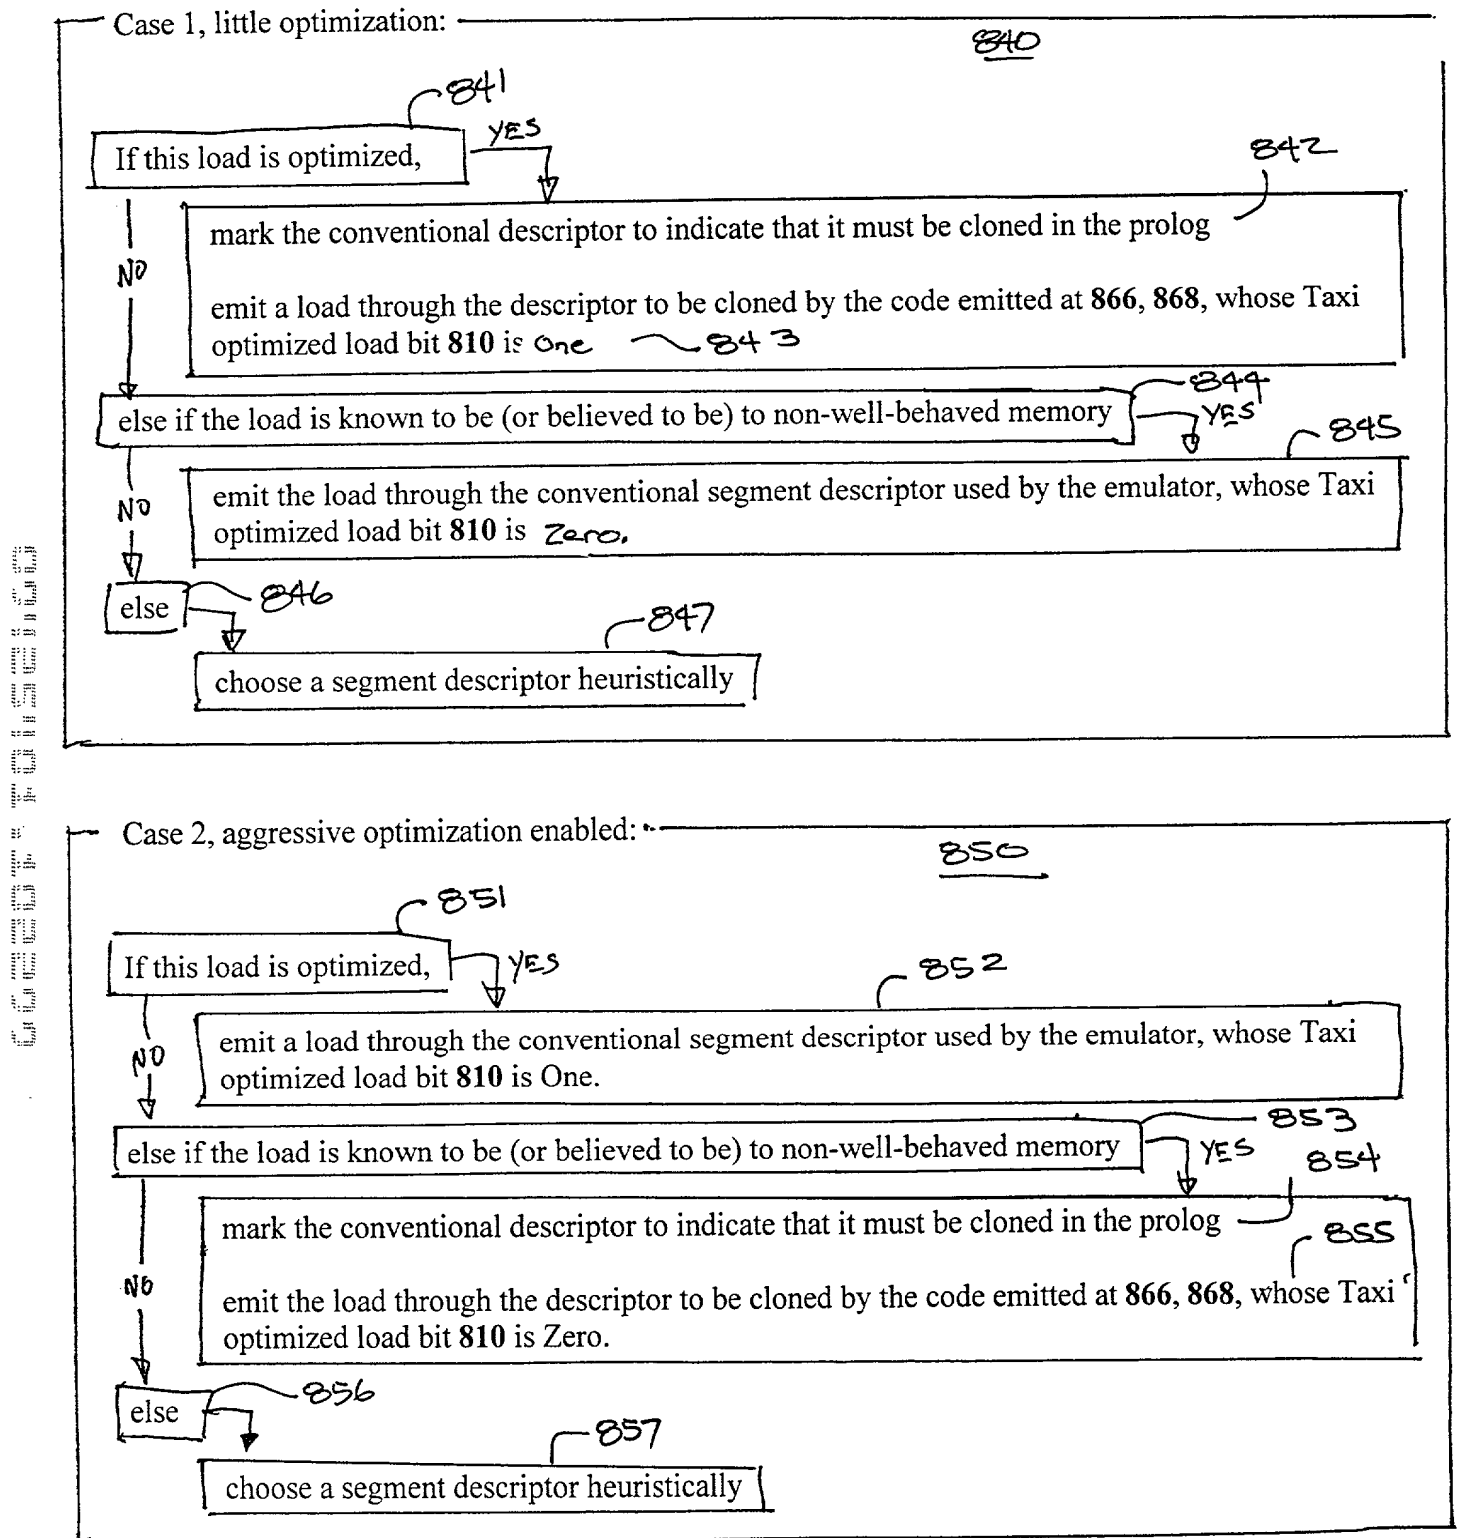 Case 1, little optimization:
840
841
If this load is optimized,
YES
842
mark the conventional descriptor to indicate that it must be cloned in the prolog
NO
emit a load through the descriptor to be cloned by the code emitted at 866, 868, whose Taxi
optimized load bit 810 is One
843
844
else if the load is known to be (or believed to be) to non-well-behaved memory
YES
845
emit the load through the conventional segment descriptor used by the emulator, whose Taxi
NO
optimized load bit 810 is Zero.
846
else
847
choose a segment descriptor heuristically
Case 2, aggressive optimization enabled:
850
851
If this load is optimized,
YES
852
emit a load through the conventional segment descriptor used by the emulator, whose Taxi
NO
optimized load bit 810 is One.
853
else if the load is known to be (or believed to be) to non-well-behaved memory
YES
854
mark the conventional descriptor to indicate that it must be cloned in the prolog
855
NO
emit the load through the descriptor to be cloned by the code emitted at 866, 868, whose Taxi
optimized load bit 810 is Zero.
856
else
857
choose a segment descriptor heuristically